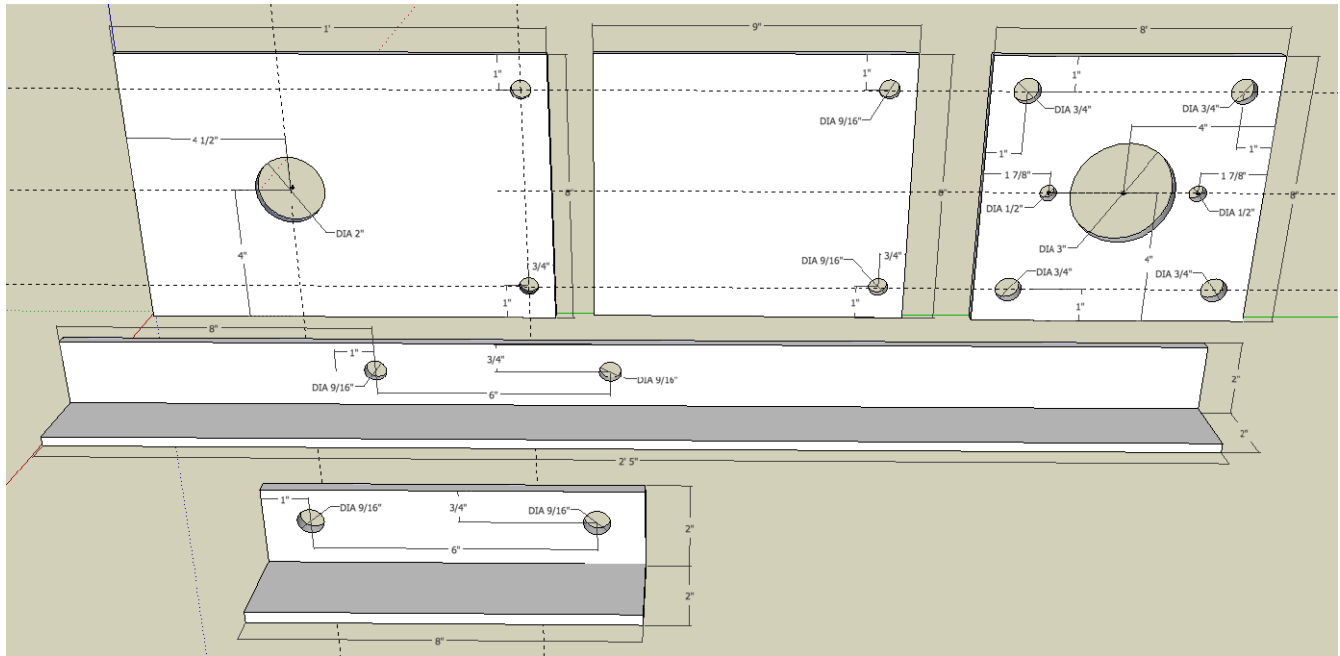 1'
9"
8"
1"
1"
1"
DIA 3/4"
DIA 3/4"
DIA 9/16"
4 1/2"
4"
1"
1"
1 7/8"
1 7/8"
8"
8"
8"
DIA 1/2"
DIA 1/2"
DIA 2"
DIA 3"
4"
4"
3/4"
DIA 9/16"
3/4"
DIA 3/4"
DIA 3/4"
1"
1"
1"
8"
1"
3/4"
DIA 9/16"
DIA 9/16"
6"
2"
2"
2' 5"
1"
DIA 9/16"
3/4"
DIA 9/16"
2"
6"
2"
8"